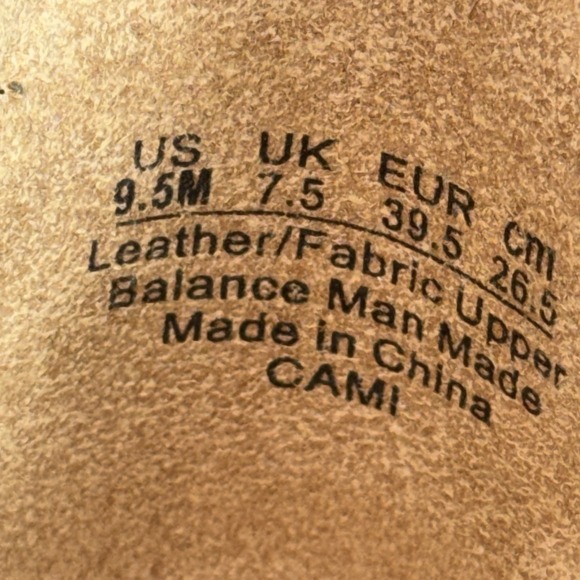 US UK EUR cm
9.5M 7.5 39.5 26.5
Leather/Fabric Upper
Balance Man Made
Made in China
CAMI